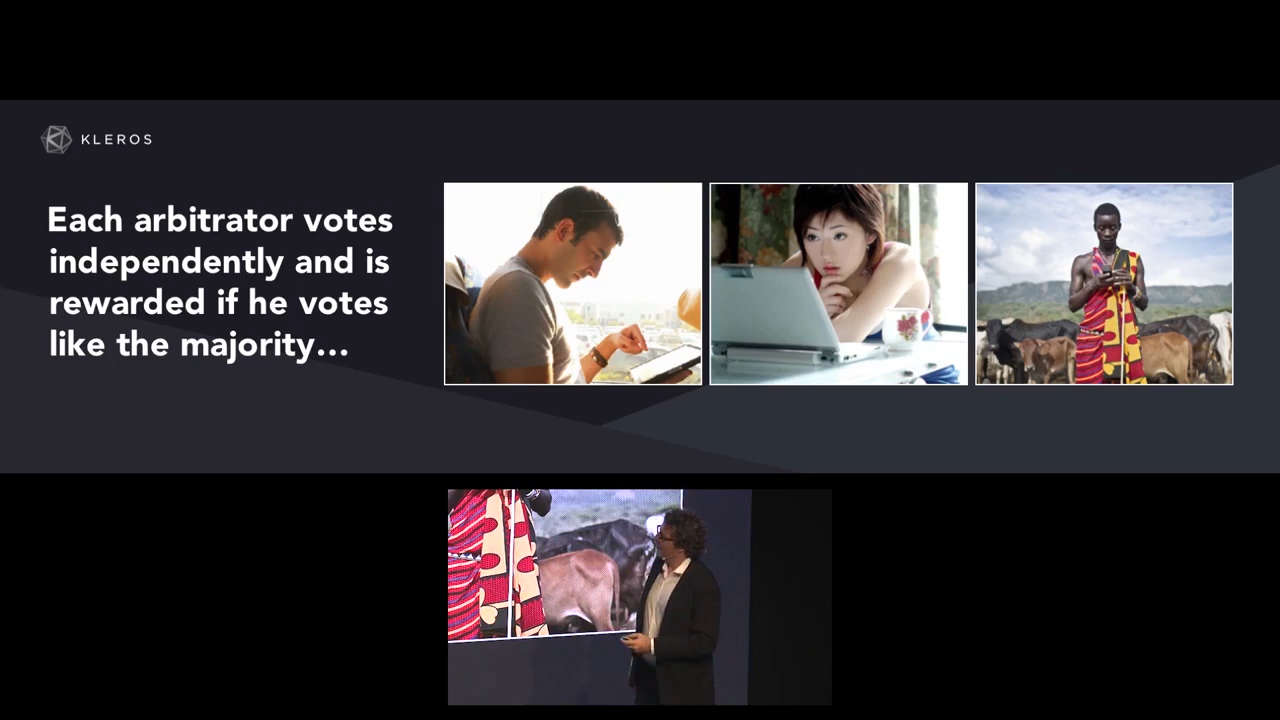 KLEROS
Each arbitrator votes
independently and is
rewarded if he votes
like the majority...